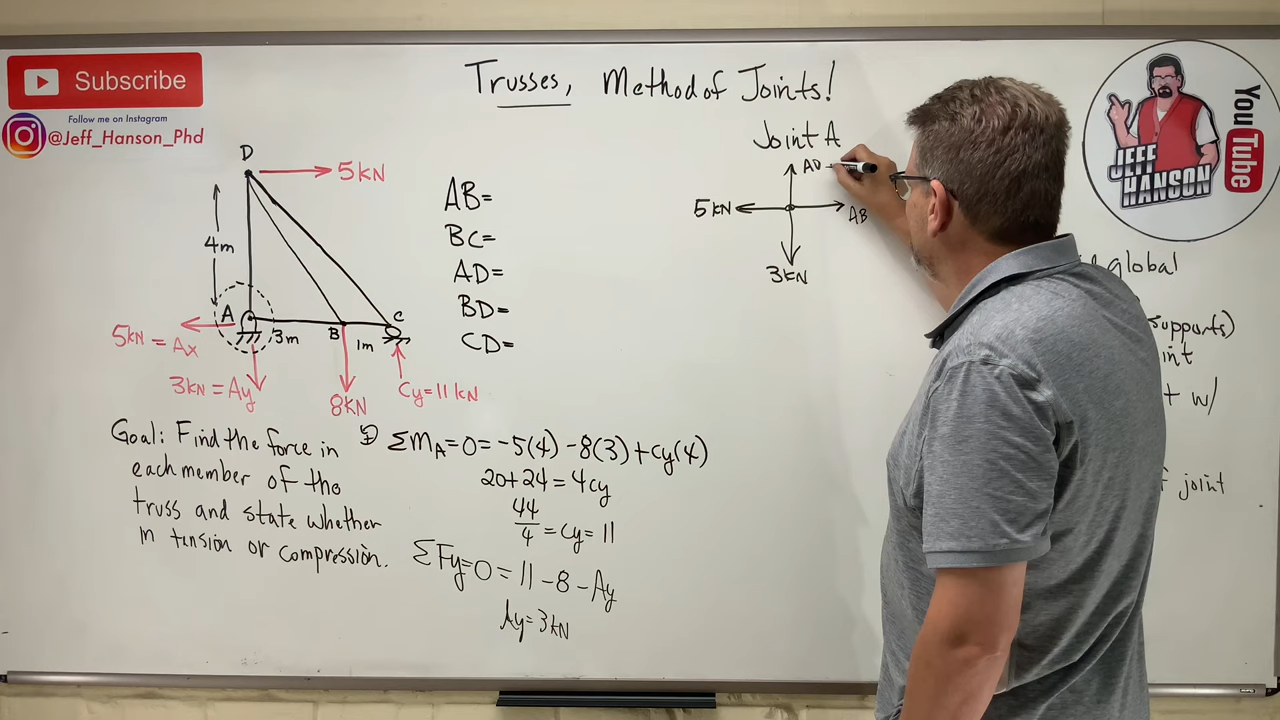 Subscribe
Follow me on Instagram
@Jeff_Hanson_Phd
Trusses, Method of Joints!
JEFF HANSON
YouTube
D
5kN
4m
A
3m
B
1m
C
5kN = Ax
3kN = Ay
8kN
Cy=11kN
AB=
BC=
AD=
BD=
CD=
Joint A
AD
5kN
AB
3kN
Goal: Find the force in
each member of the
truss and state whether
in tension or compression.
ΣMA=0=-5(4)-8(3)+Cy(4)
20+24=4Cy
44/4=Cy=11
ΣFy=0=11-8-Ay
Ay=3kN
global
supports)
int
w/
joint